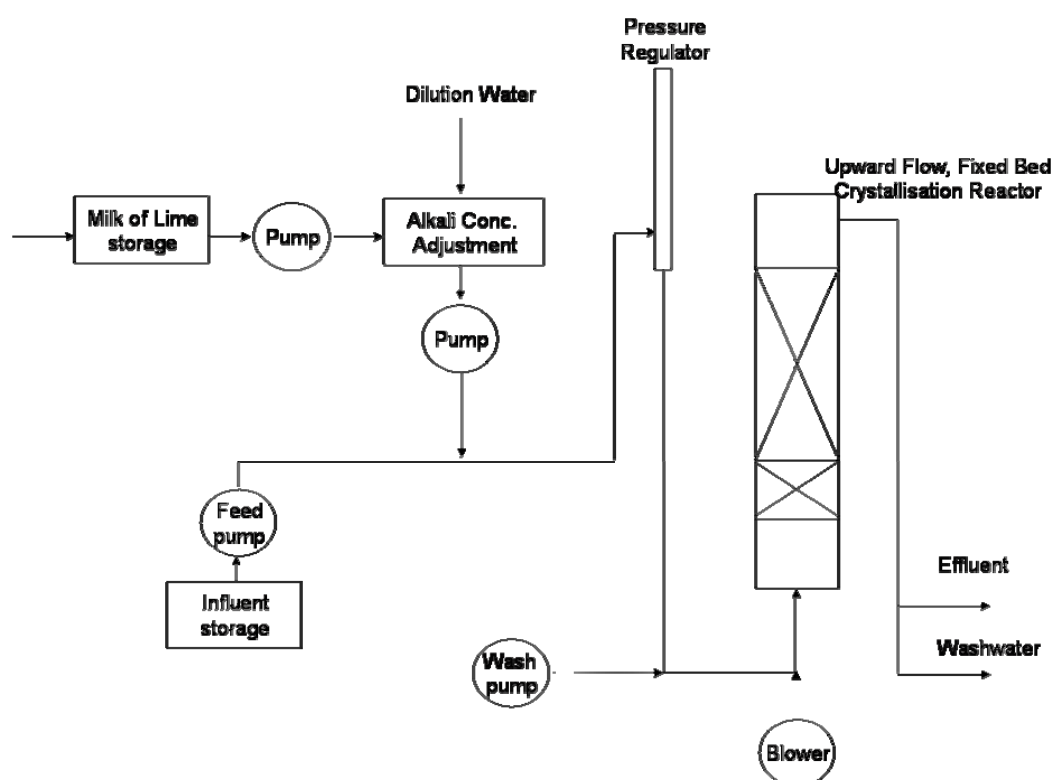 Pressure
Regulator
Dilution Water
Upward Flow, Fixed Bed
Crystallisation Reactor
Milk of Lime
storage
Pump
Alkali Conc.
Adjustment
Pump
Feed
pump
Influent
storage
Effluent
Wash
pump
Washwater
Blower